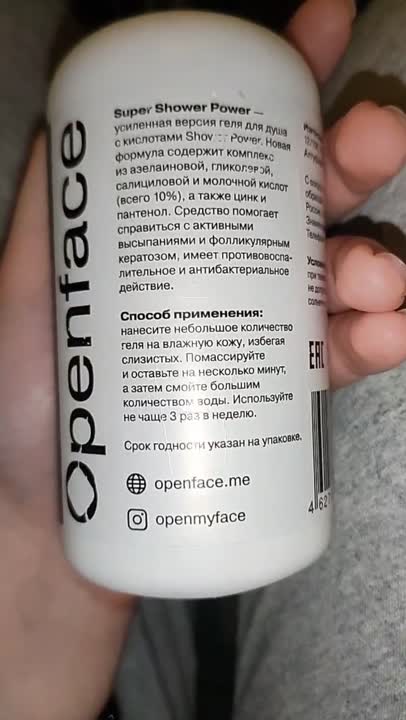 Openface
Super Shower Power —
усиленная версия геля для душа
с кислотами Shower Power. Новая
формула содержит комплекс
из азелаиновой, гликолевой,
салициловой и молочной кислот
(всего 10%), а также цинк и
пантенол. Средство помогает
справиться с активными
высыпаниями и фолликулярным
кератозом, имеет противовоспа-
лительное и антибактериальное
действие.
Способ применения:
нанесите небольшое количество
геля на влажную кожу, избегая
слизистых. Помассируйте
и оставьте на несколько минут,
а затем смойте большим
количеством воды. Используйте
не чаще 3 раз в неделю.
Срок годности указан на упаковке.
openface.me
openmyface
EAC